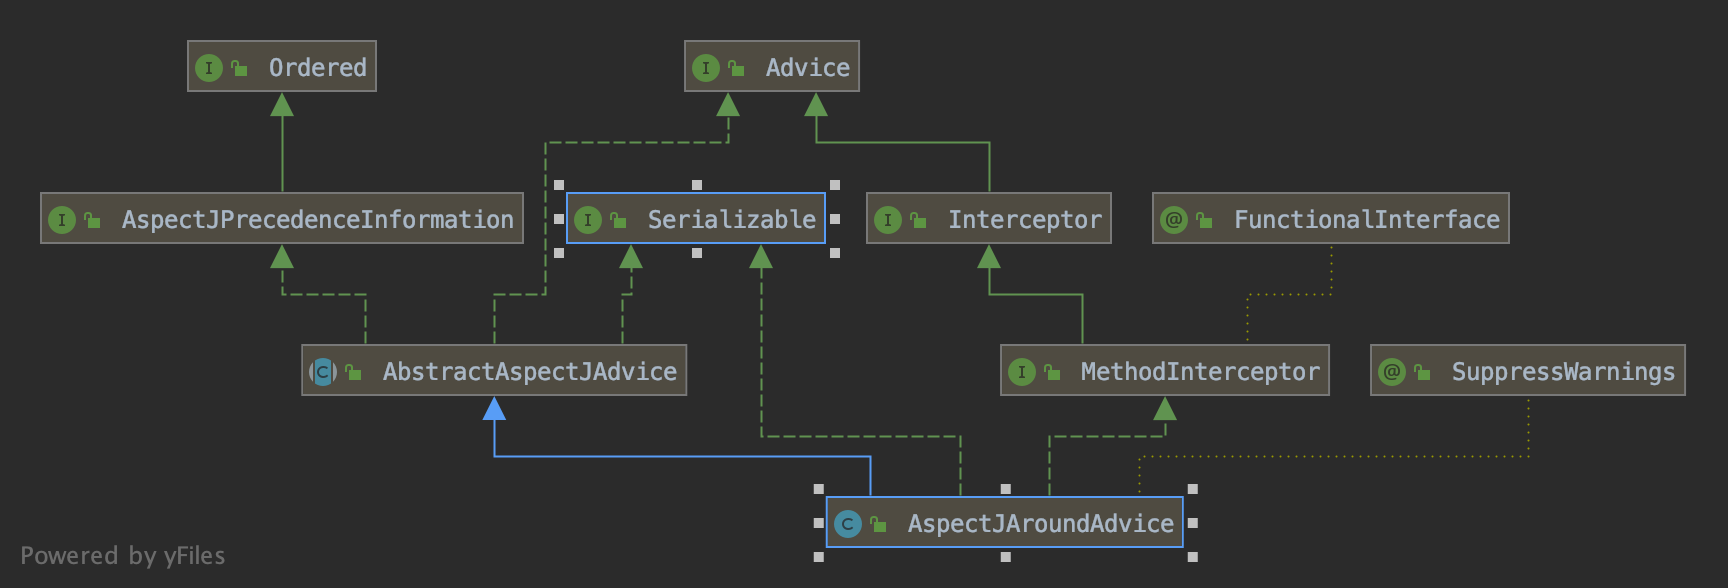 I Ordered
I Advice
I AspectJPrecedenceInformation
I Serializable
I Interceptor
@ FunctionalInterface
C AbstractAspectJAdvice
I MethodInterceptor
@ SuppressWarnings
C AspectJAroundAdvice
Powered by yFiles